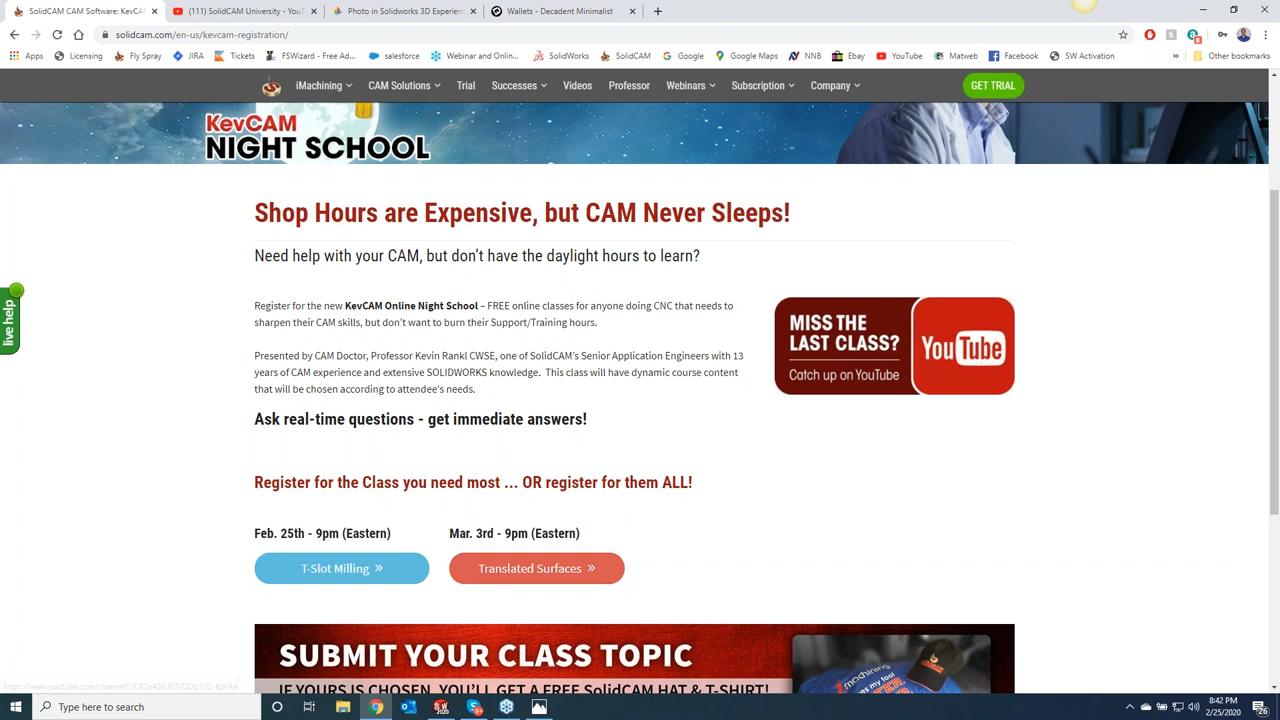 SolidCAM CAM Software: KevCA
(111) SolidCAM University - YouT
Photo in Solidworks 3D Experien
Wallets - Decadent Minimalist
solidcam.com/en-us/kevcam-registration/
Apps
Licensing
Fly Spray
JIRA
Tickets
FSWizard - Free Ad...
salesforce
Webinar and Onlin...
SolidWorks
SolidCAM
Google
Google Maps
NNB
Ebay
YouTube
Matweb
Facebook
SW Activation
»
Other bookmarks
iMachining
CAM Solutions
Trial
Successes
Videos
Professor
Webinars
Subscription
Company
GET TRIAL
KevCAM
NIGHT SCHOOL
Shop Hours are Expensive, but CAM Never Sleeps!
Need help with your CAM, but don't have the daylight hours to learn?
Register for the new KevCAM Online Night School – FREE online classes for anyone doing CNC that needs to
sharpen their CAM skills, but don't want to burn their Support/Training hours.
Presented by CAM Doctor, Professor Kevin Rankl CWSE, one of SolidCAM's Senior Application Engineers with 13
years of CAM experience and extensive SOLIDWORKS knowledge. This class will have dynamic course content
that will be chosen according to attendee's needs.
MISS THE
LAST CLASS?
Catch up on YouTube
YouTube
live help
Ask real-time questions - get immediate answers!
Register for the Class you need most ... OR register for them ALL!
Feb. 25th - 9pm (Eastern)
Mar. 3rd - 9pm (Eastern)
T-Slot Milling »
Translated Surfaces »
SUBMIT YOUR CLASS TOPIC
IF YOURS IS CHOSEN, YOU'LL GET A FREE SolidCAM HAT & T-SHIRT!
iMachining
Type here to search
8:42 PM
2/25/2020
26